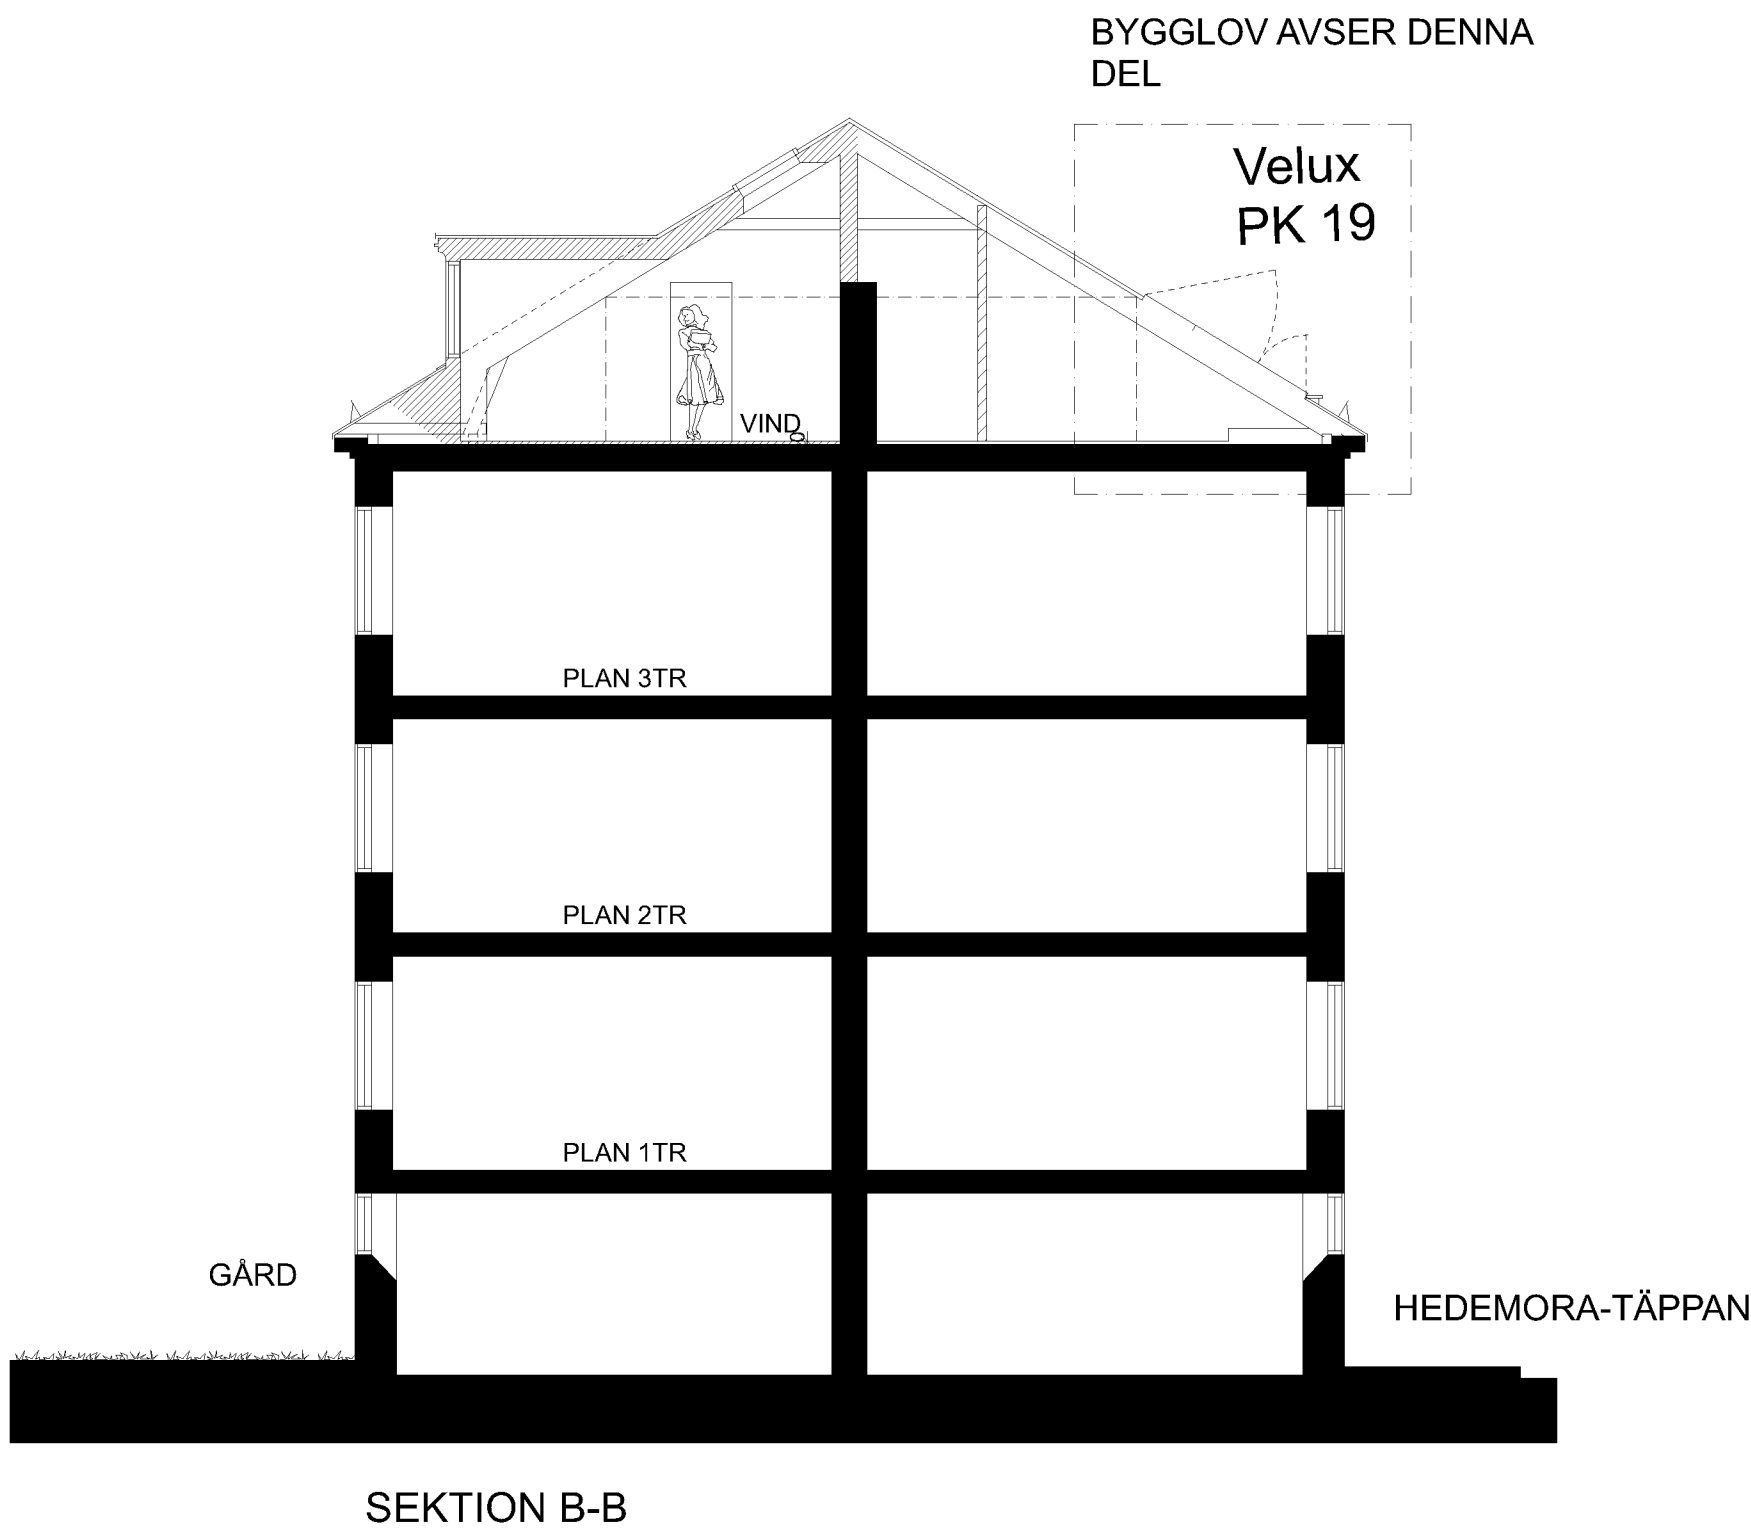 BYGGLOV AVSER DENNA
DEL
Velux
PK 19
VIND
PLAN 3TR
PLAN 2TR
PLAN 1TR
GÅRD
HEDEMORA-TÄPPAN
SEKTION B-B